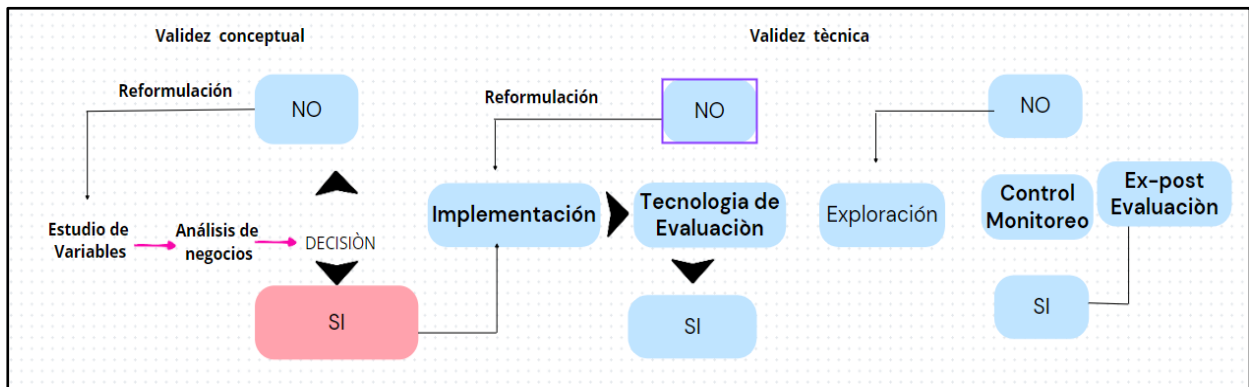 Validez conceptual
Validez tècnica
Reformulación
NO
Reformulación
NO
NO
Estudio de
Variables
Análisis de
negocios
DECISIÒN
SI
Implementación
Tecnologia de
Evaluaciòn
SI
Exploración
Control
Monitoreo
Ex-post
Evaluaciòn
SI